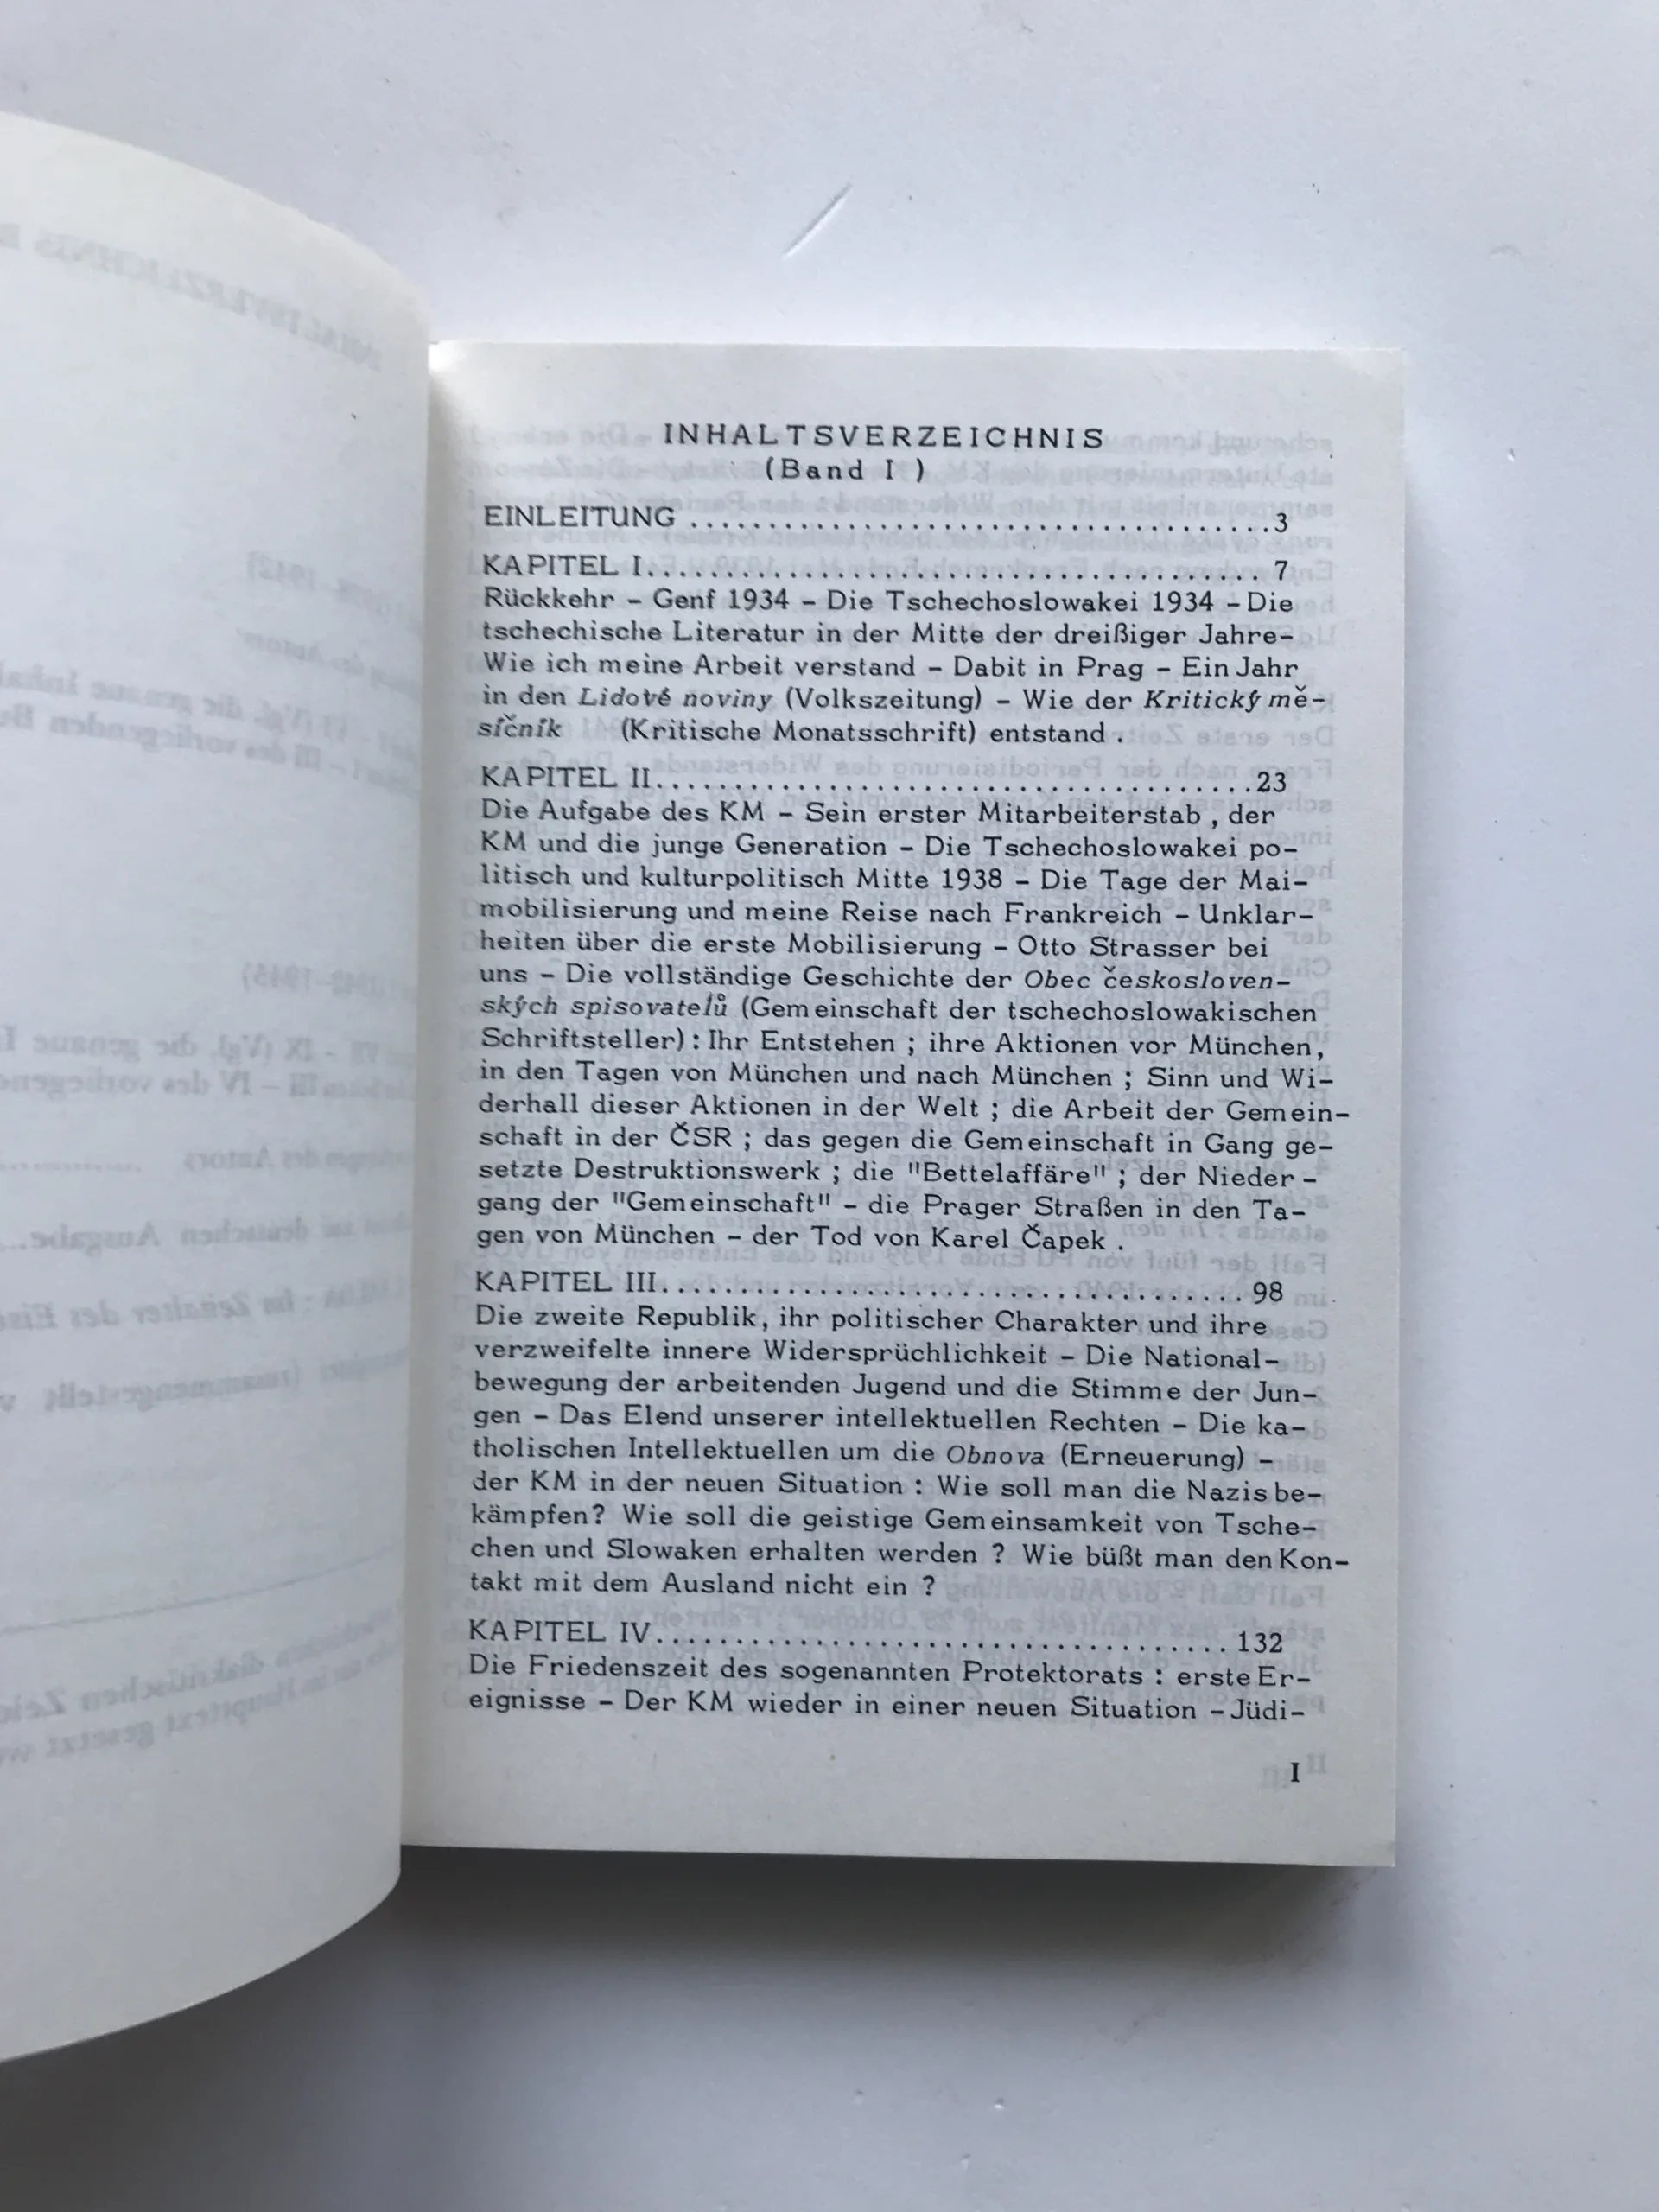 INHALTSVERZEICHNIS
(Band I )
EINLEITUNG ..................................... 3
KAPITEL I....................................... 7
Rückkehr – Genf 1934 – Die Tschechoslowakei 1934 – Die
tschechische Literatur in der Mitte der dreißiger Jahre–
Wie ich meine Arbeit verstand – Dabit in Prag – Ein Jahr
in den Lidové noviny (Volkszeitung) – Wie der Kritický mě–
síčník (Kritische Monatsschrift) entstand .
KAPITEL II...................................... 23
Die Aufgabe des KM – Sein erster Mitarbeiterstab , der
KM und die junge Generation – Die Tschechoslowakei po–
litisch und kulturpolitisch Mitte 1938 – Die Tage der Mai–
mobilisierung und meine Reise nach Frankreich – Unklar–
heiten über die erste Mobilisierung – Otto Strasser bei
uns – Die vollständige Geschichte der Obec českosloven–
ských spisovatelů (Gemeinschaft der tschechoslowakischen
Schriftsteller) : Ihr Entstehen ; ihre Aktionen vor München,
in den Tagen von München und nach München ; Sinn und Wi–
derhall dieser Aktionen in der Welt ; die Arbeit der Gemein–
schaft in der ČSR ; das gegen die Gemeinschaft in Gang ge–
setzte Destruktionswerk ; die "Bettelaffäre" ; der Nieder –
gang der "Gemeinschaft" – die Prager Straßen in den Ta–
gen von München – der Tod von Karel Čapek .
KAPITEL III..................................... 98
Die zweite Republik, ihr politischer Charakter und ihre
verzweifelte innere Widersprüchlichkeit – Die National–
bewegung der arbeitenden Jugend und die Stimme der Jun–
gen – Das Elend unserer intellektuellen Rechten – Die ka–
tholischen Intellektuellen um die Obnova (Erneuerung) –
der KM in der neuen Situation : Wie soll man die Nazis be–
kämpfen? Wie soll die geistige Gemeinsamkeit von Tsche–
chen und Slowaken erhalten werden ? Wie büßt man den Kon–
takt mit dem Ausland nicht ein ?
KAPITEL IV..................................... 132
Die Friedenszeit des sogenannten Protektorats : erste Er–
eignisse – Der KM wieder in einer neuen Situation – Jüdi–
I